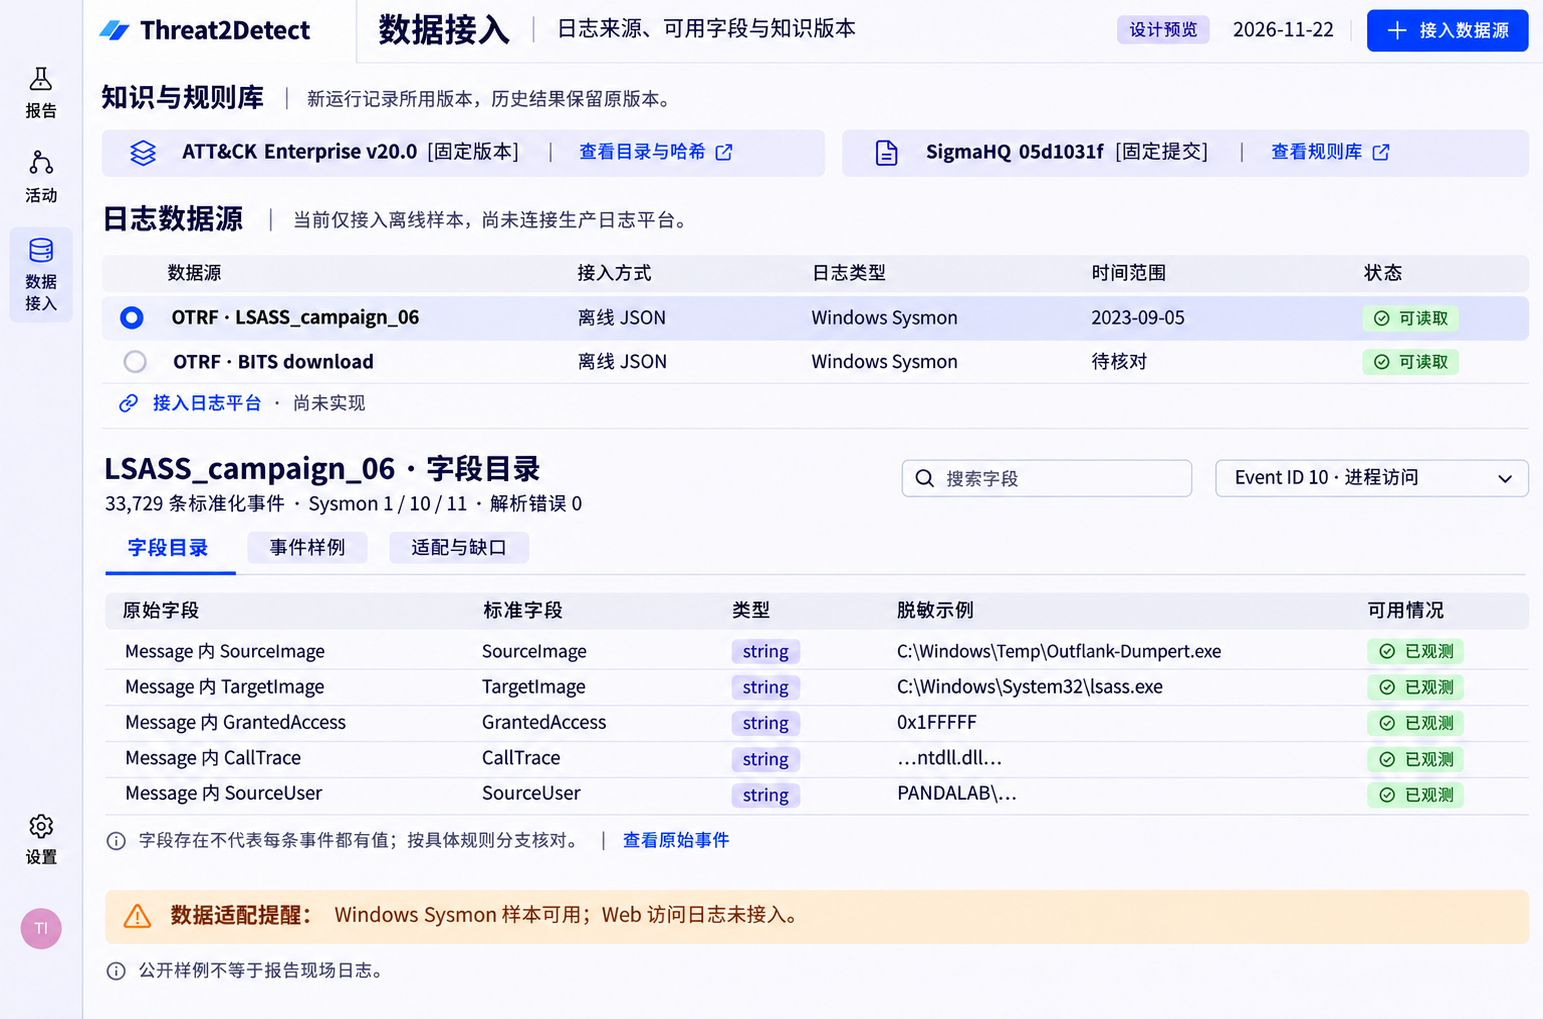 Threat2Detect
数据接入 | 日志来源、可用字段与知识版本
设计预览 2026-11-22 接入数据源
报告
活动
数据
接入
设置
TI
知识与规则库 | 新运行记录所用版本，历史结果保留原版本。
ATT&CK Enterprise v20.0 [固定版本] | 查看目录与哈希
SigmaHQ 05d1031f [固定提交] | 查看规则库
日志数据源 | 当前仅接入离线样本，尚未连接生产日志平台。
数据源 接入方式 日志类型 时间范围 状态
OTRF · LSASS_campaign_06 离线 JSON Windows Sysmon 2023-09-05 可读取
OTRF · BITS download 离线 JSON Windows Sysmon 待核对 可读取
接入日志平台 · 尚未实现
LSASS_campaign_06 · 字段目录
33,729 条标准化事件 · Sysmon 1 / 10 / 11 · 解析错误 0
搜索字段
Event ID 10 · 进程访问
字段目录 事件样例 适配与缺口
原始字段 标准字段 类型 脱敏示例 可用情况
Message 内 SourceImage SourceImage string C:\Windows\Temp\Outflank-Dumpert.exe 已观测
Message 内 TargetImage TargetImage string C:\Windows\System32\lsass.exe 已观测
Message 内 GrantedAccess GrantedAccess string 0x1FFFFF 已观测
Message 内 CallTrace CallTrace string …ntdll.dll… 已观测
Message 内 SourceUser SourceUser string PANDALAB\… 已观测
字段存在不代表每条事件都有值；按具体规则分支核对。 | 查看原始事件
数据适配提醒： Windows Sysmon 样本可用；Web 访问日志未接入。
公开样例不等于报告现场日志。